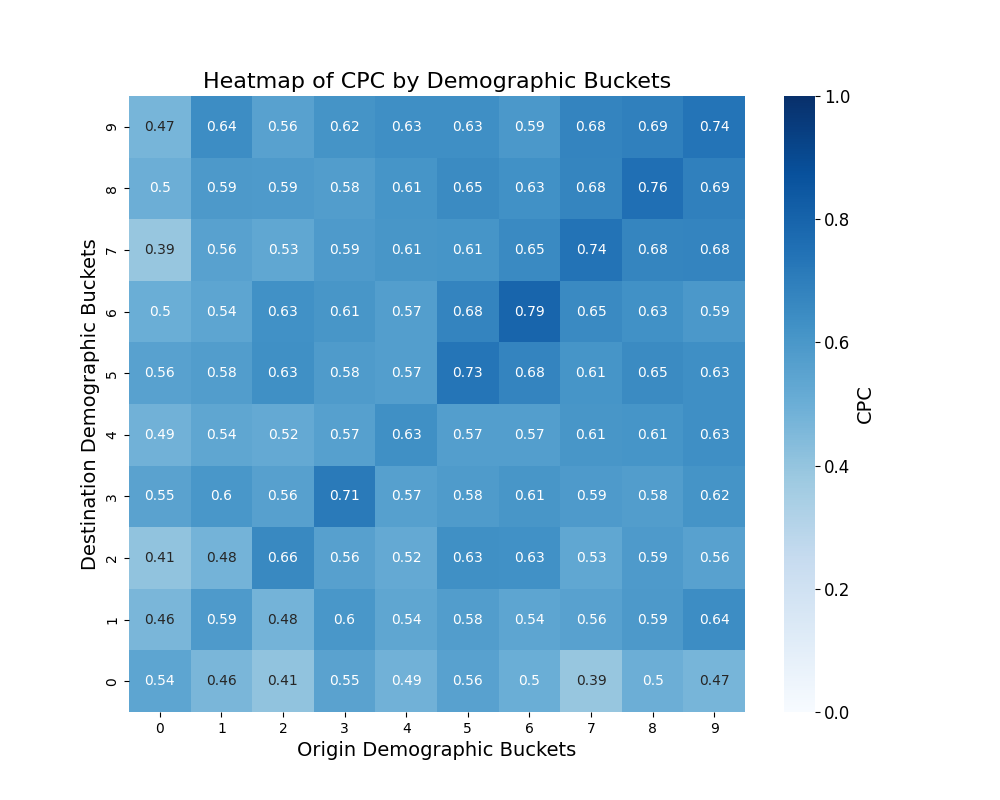 Heatmap of CPC by Demographic Buckets
Destination Demographic Buckets
9 0.47 0.64 0.56 0.62 0.63 0.63 0.59 0.68 0.69 0.74
8 0.5 0.59 0.59 0.58 0.61 0.65 0.63 0.68 0.76 0.69
7 0.39 0.56 0.53 0.59 0.61 0.61 0.65 0.74 0.68 0.68
6 0.5 0.54 0.63 0.61 0.57 0.68 0.79 0.65 0.63 0.59
5 0.56 0.58 0.63 0.58 0.57 0.73 0.68 0.61 0.65 0.63
4 0.49 0.54 0.52 0.57 0.63 0.57 0.57 0.61 0.61 0.63
3 0.55 0.6 0.56 0.71 0.57 0.58 0.61 0.59 0.58 0.62
2 0.41 0.48 0.66 0.56 0.52 0.63 0.63 0.53 0.59 0.56
1 0.46 0.59 0.48 0.6 0.54 0.58 0.54 0.56 0.59 0.64
0 0.54 0.46 0.41 0.55 0.49 0.56 0.5 0.39 0.5 0.47
0 1 2 3 4 5 6 7 8 9
Origin Demographic Buckets
1.0
0.8
0.6
0.4
0.2
0.0
CPC